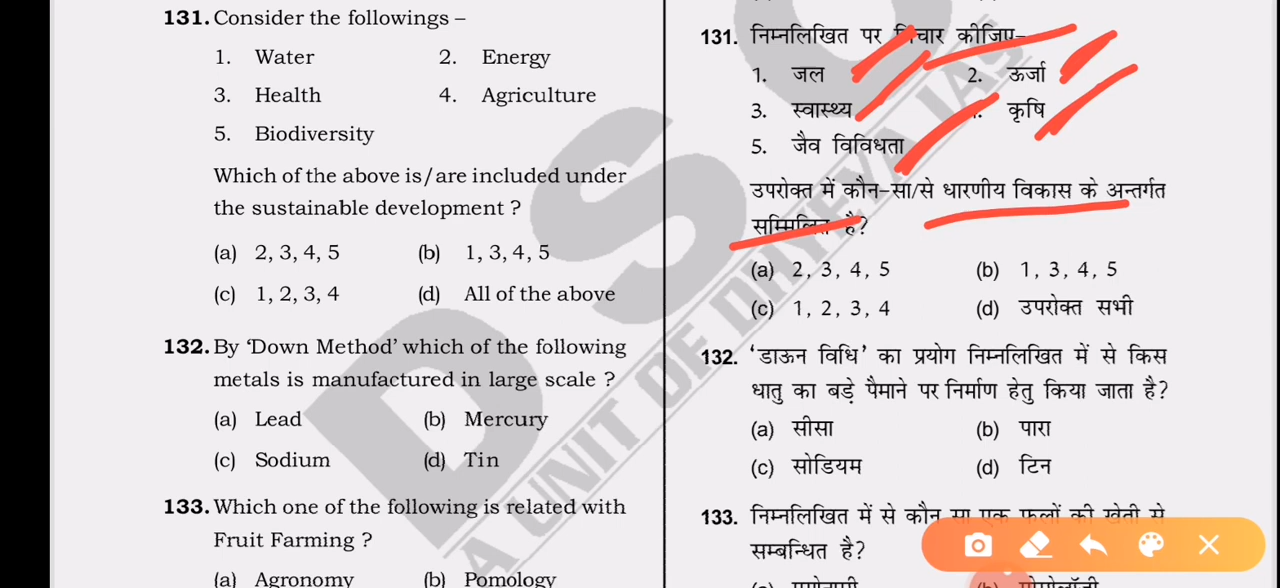 131. Consider the followings –
1. Water 2. Energy
3. Health 4. Agriculture
5. Biodiversity
Which of the above is/are included under
the sustainable development ?
(a) 2, 3, 4, 5 (b) 1, 3, 4, 5
(c) 1, 2, 3, 4 (d) All of the above
132. By ‘Down Method’ which of the following
metals is manufactured in large scale ?
(a) Lead (b) Mercury
(c) Sodium (d) Tin
133. Which one of the following is related with
Fruit Farming ?
(a) Agronomy (b) Pomology
131. निम्नलिखित पर विचार कीजिए–
1. जल 2. ऊर्जा
3. स्वास्थ्य 4. कृषि
5. जैव विविधता
उपरोक्त में कौन-सा/से धारणीय विकास के अन्तर्गत
सम्मिलित है?
(a) 2, 3, 4, 5 (b) 1, 3, 4, 5
(c) 1, 2, 3, 4 (d) उपरोक्त सभी
132. ‘डाऊन विधि’ का प्रयोग निम्नलिखित में से किस
धातु का बड़े पैमाने पर निर्माण हेतु किया जाता है?
(a) सीसा (b) पारा
(c) सोडियम (d) टिन
133. निम्नलिखित में से कौन सा एक फलों की खेती से
सम्बन्धित है?
DSO
A UNIT OF DHYEYA IAS